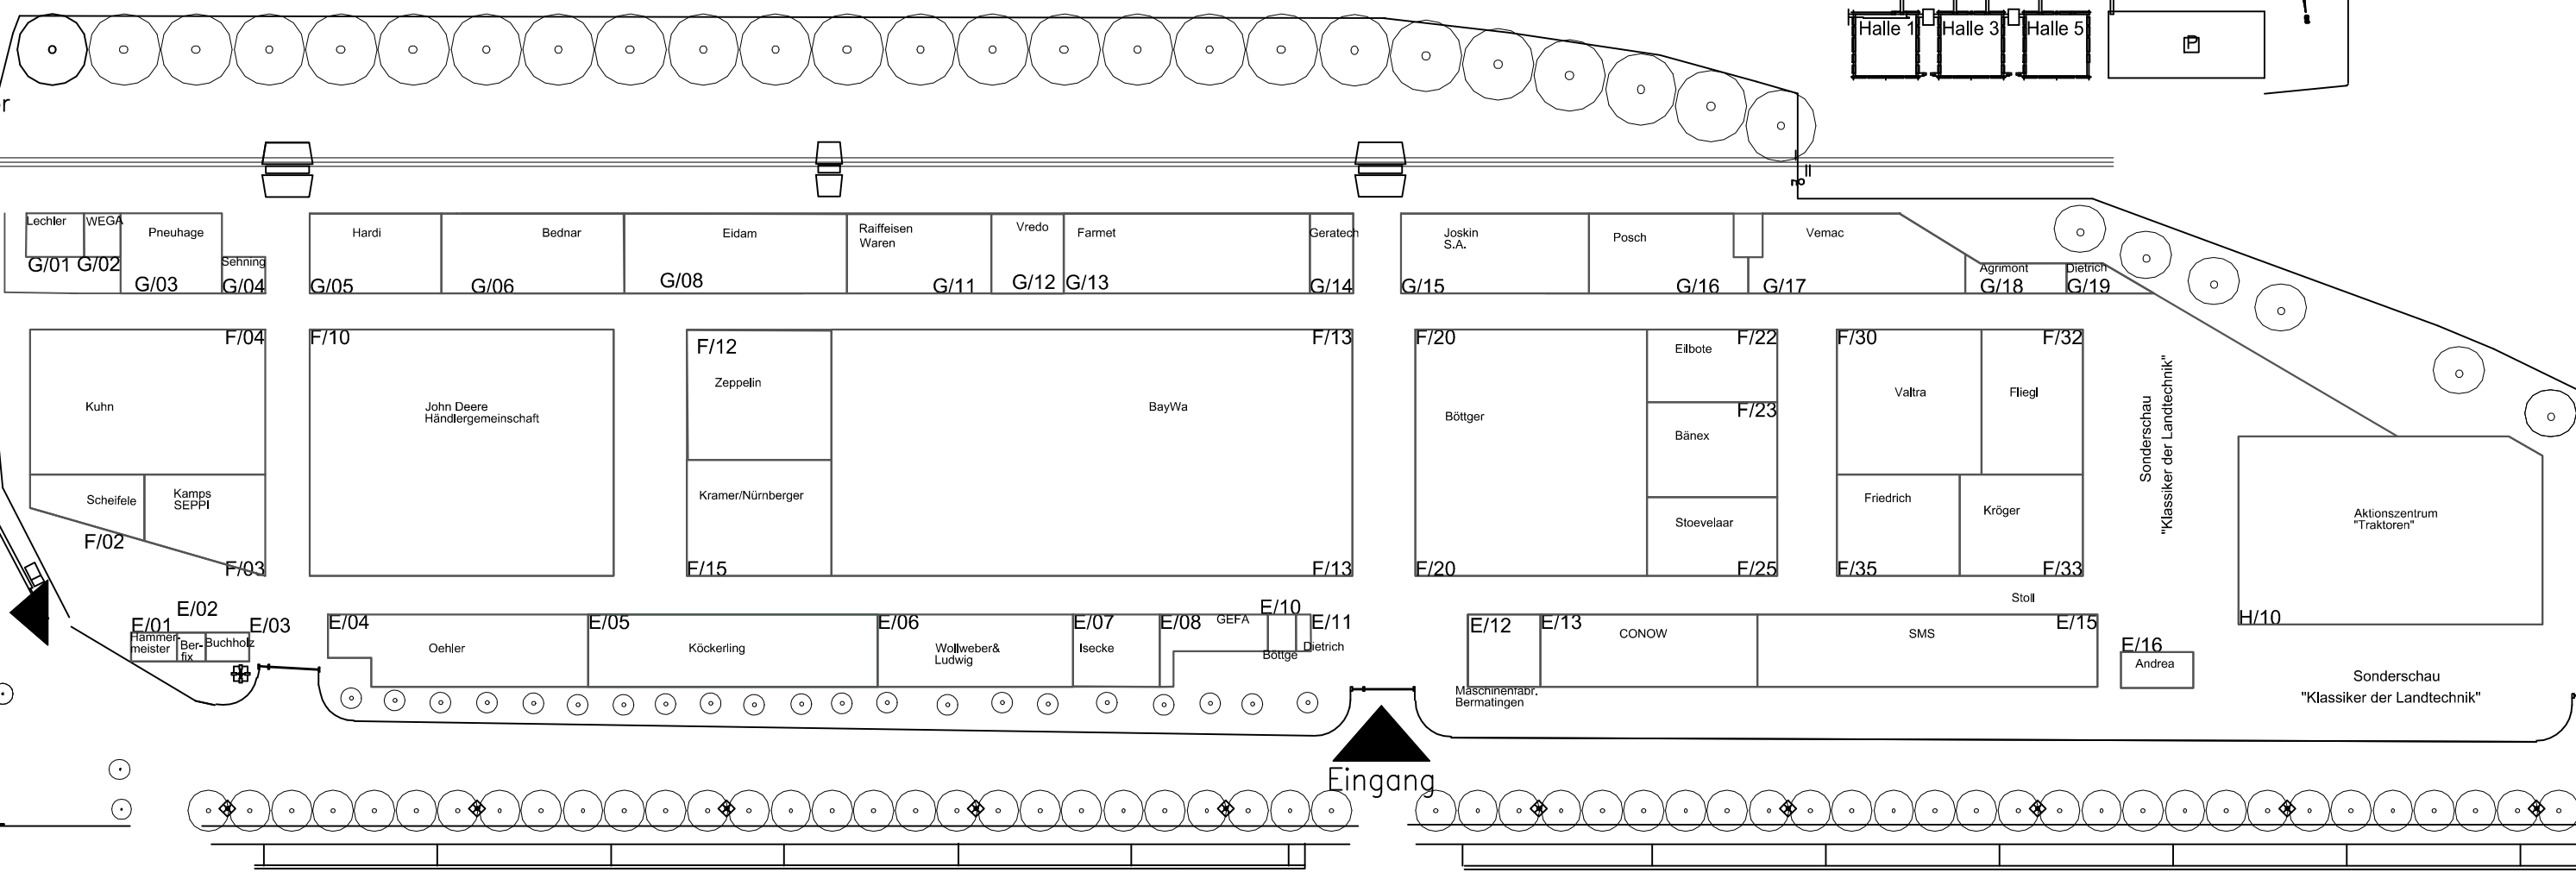 Halle 1
Halle 3
Halle 5
P
r
Lechler
WEGA
Pneuhage
Sehning
Hardi
Bednar
Eidam
Raiffeisen
Waren
Vredo
Farmet
Geratech
Joskin
S.A.
Posch
Vemac
Agrimont
Dietrich
G/01
G/02
G/03
G/04
G/05
G/06
G/08
G/11
G/12
G/13
G/14
G/15
G/16
G/17
G/18
G/19
F/04
F/10
F/12
F/13
F/20
F/22
F/30
F/32
Kuhn
John Deere
Händlergemeinschaft
Zeppelin
BayWa
Böttger
Eilbote
F/23
Bänex
Valtra
Fliegl
Sonderschau
"Klassiker der Landtechnik"
Scheifele
Kamps
SEPPI
Kramer/Nürnberger
Stoevelaar
Friedrich
Kröger
Aktionszentrum
"Traktoren"
F/02
F/03
F/15
F/13
F/20
F/25
F/35
F/33
Stoll
H/10
E/01
E/02
E/03
E/04
E/05
E/06
E/07
E/08
GEFA
E/10
E/11
E/12
E/13
E/15
E/16
Hammer-
meister
Ber-
fix
Buchholz
Oehler
Köckerling
Wollweber&
Ludwig
Isecke
Böttge
Dietrich
CONOW
SMS
Andrea
Maschinenfabr.
Bermatingen
Sonderschau
"Klassiker der Landtechnik"
Eingang